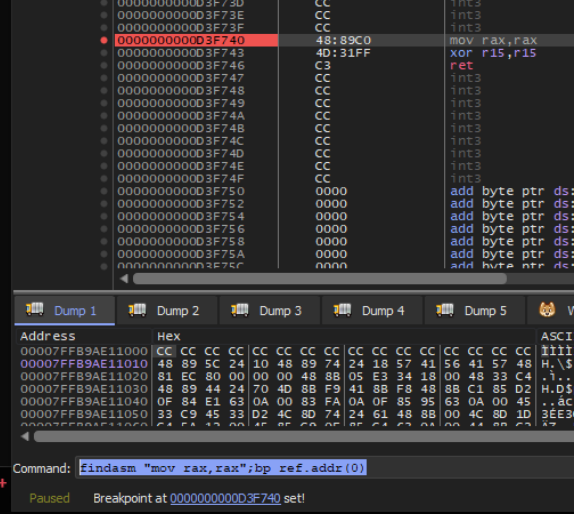 0000000000D3F73D CC int3
0000000000D3F73E CC int3
0000000000D3F73F CC int3
0000000000D3F740 48:89C0 mov rax,rax
0000000000D3F743 4D:31FF xor r15,r15
0000000000D3F746 C3 ret
0000000000D3F747 CC int3
0000000000D3F748 CC int3
0000000000D3F749 CC int3
0000000000D3F74A CC int3
0000000000D3F74B CC int3
0000000000D3F74C CC int3
0000000000D3F74D CC int3
0000000000D3F74E CC int3
0000000000D3F74F CC int3
0000000000D3F750 0000 add byte ptr ds:
0000000000D3F752 0000 add byte ptr ds:
0000000000D3F754 0000 add byte ptr ds:
0000000000D3F756 0000 add byte ptr ds:
0000000000D3F758 0000 add byte ptr ds:
0000000000D3F75A 0000 add byte ptr ds:
0000000000D3F75C 0000 add byte ptr ds:
Dump 1 Dump 2 Dump 3 Dump 4 Dump 5
Address Hex ASCI
00007FFB9AE11000 CC CC CC CC CC CC CC CC CC CC CC CC CC CC CC CC ÌÌÌÌ
00007FFB9AE11010 48 89 5C 24 10 48 89 74 24 18 57 41 56 41 57 48 H.\$
00007FFB9AE11020 81 EC 80 00 00 00 48 8B 05 E3 34 18 00 48 33 C4 .ì..
00007FFB9AE11030 48 89 44 24 70 4D 8B F9 41 8B F8 48 8B C1 85 D2 H.D$
00007FFB9AE11040 0F 84 E1 63 0A 00 83 FA 0A 0F 85 95 63 0A 00 45 ..ác
00007FFB9AE11050 33 C9 45 33 D2 4C 8D 74 24 61 48 8B 00 4C 8D 1D 3ÉE3
Command: findasm "mov rax,rax";bp ref.addr(0)
Paused Breakpoint at 0000000000D3F740 set!